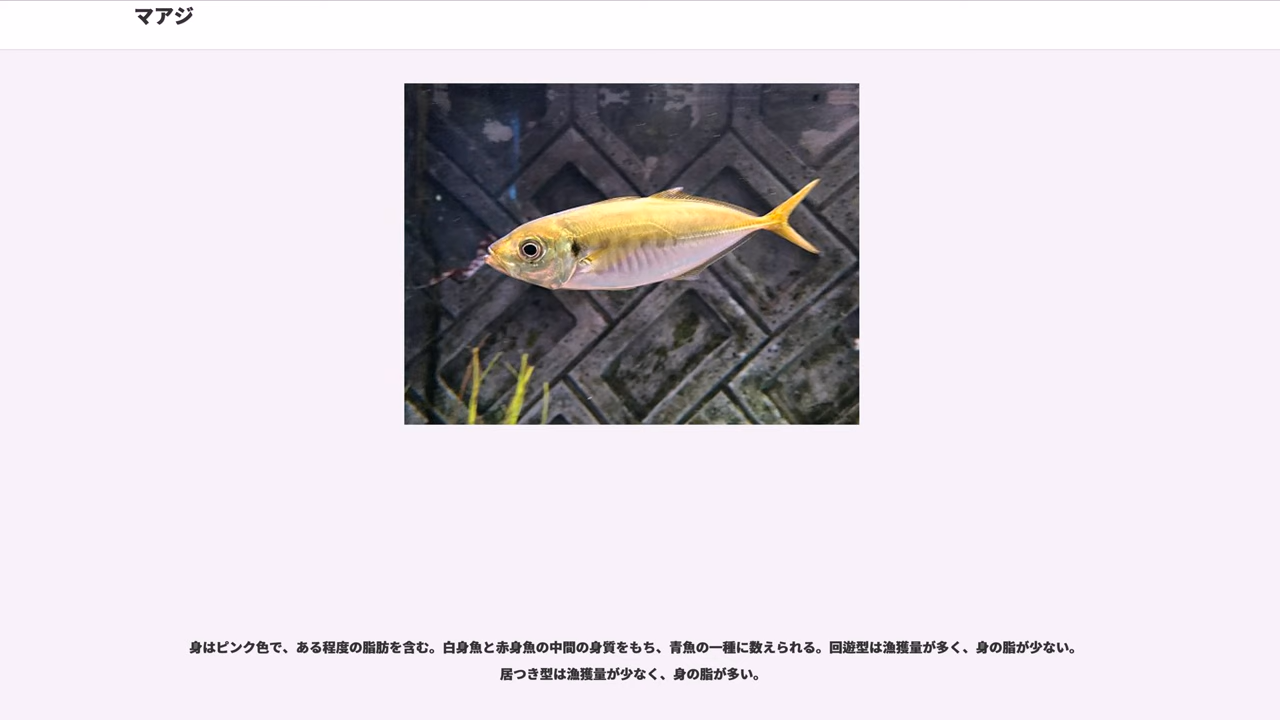 マアジ
身はピンク色で、ある程度の脂肪を含む。白身魚と赤身魚の中間の身質をもち、青魚の一種に数えられる。回遊型は漁獲量が多く、身の脂が少ない。
居つき型は漁獲量が少なく、身の脂が多い。